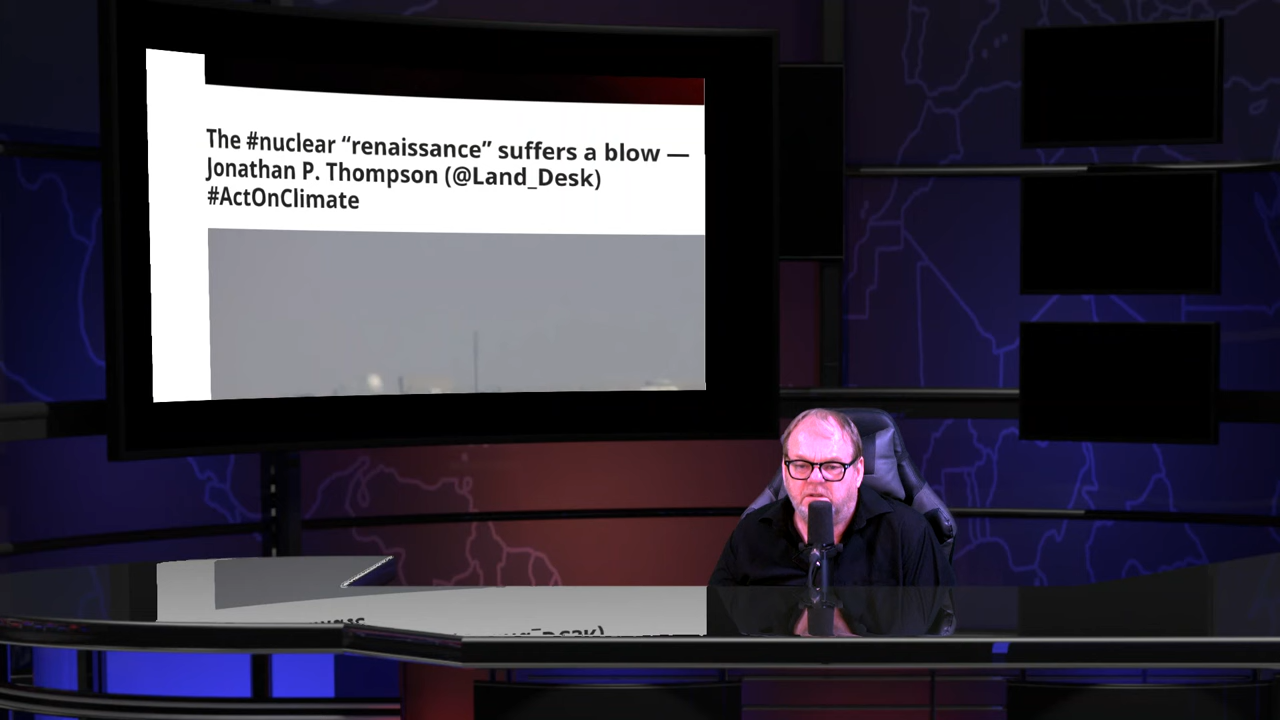 The #nuclear “renaissance” suffers a blow —
Jonathan P. Thompson (@Land_Desk)
#ActOnClimate